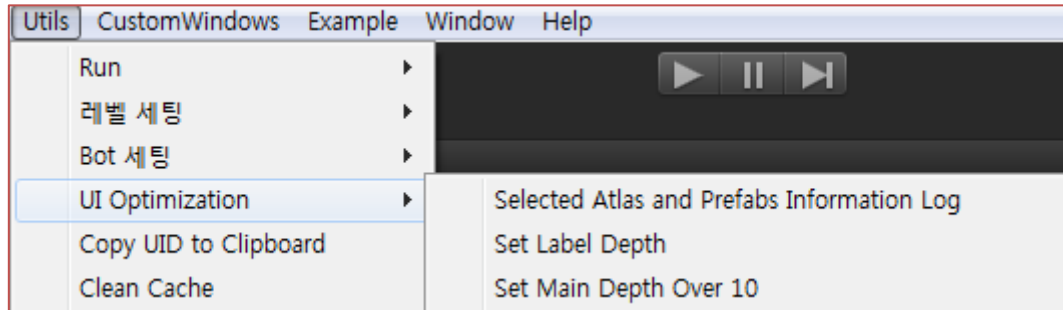 Utils CustomWindows Example Window Help
Run
레벨 세팅
Bot 세팅
UI Optimization
Copy UID to Clipboard
Clean Cache
Selected Atlas and Prefabs Information Log
Set Label Depth
Set Main Depth Over 10